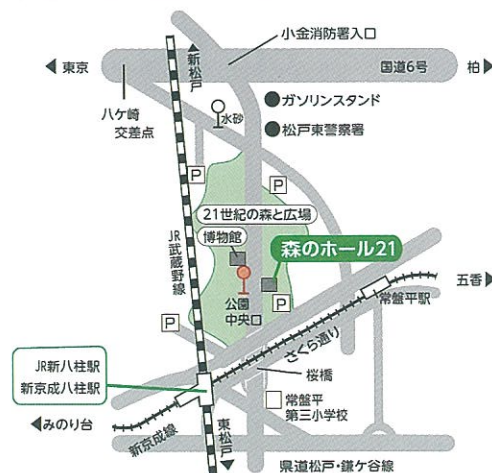 小金消防署入口
◀東京
新松戸
国道6号
柏▶
八ケ崎
交差点
水砂
●ガソリンスタンド
●松戸東警察署
P
P
21世紀の森と広場
博物館
森のホール21
JR武蔵野線
公園
中央口
P
P
五香▶
常盤平駅
さくら通り
JR新八柱駅
新京成八柱駅
桜橋
常盤平
第三小学校
◀みのり台
新京成線
東松戸
県道松戸・鎌ケ谷線